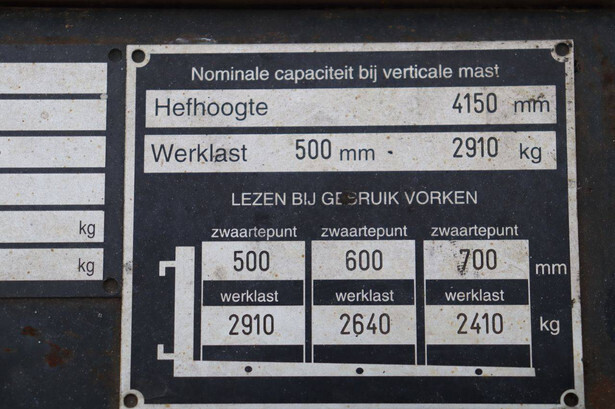 Nominale capaciteit bij verticale mast
Hefhoogte 4150 mm
Werklast 500 mm 2910 kg
LEZEN BIJ GEBRUIK VORKEN
zwaartepunt zwaartepunt zwaartepunt
500 600 700 mm
werklast werklast werklast
2910 2640 2410 kg
kg
kg